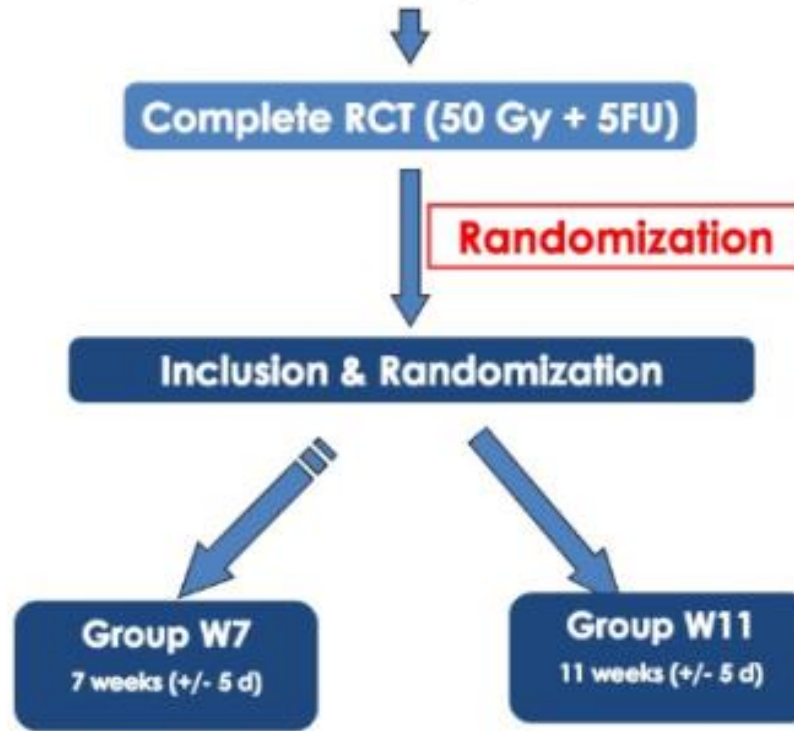 Complete RCT (50 Gy + 5FU)
Randomization
Inclusion & Randomization
Group W7
7 weeks (+/- 5 d)
Group W11
11 weeks (+/- 5 d)